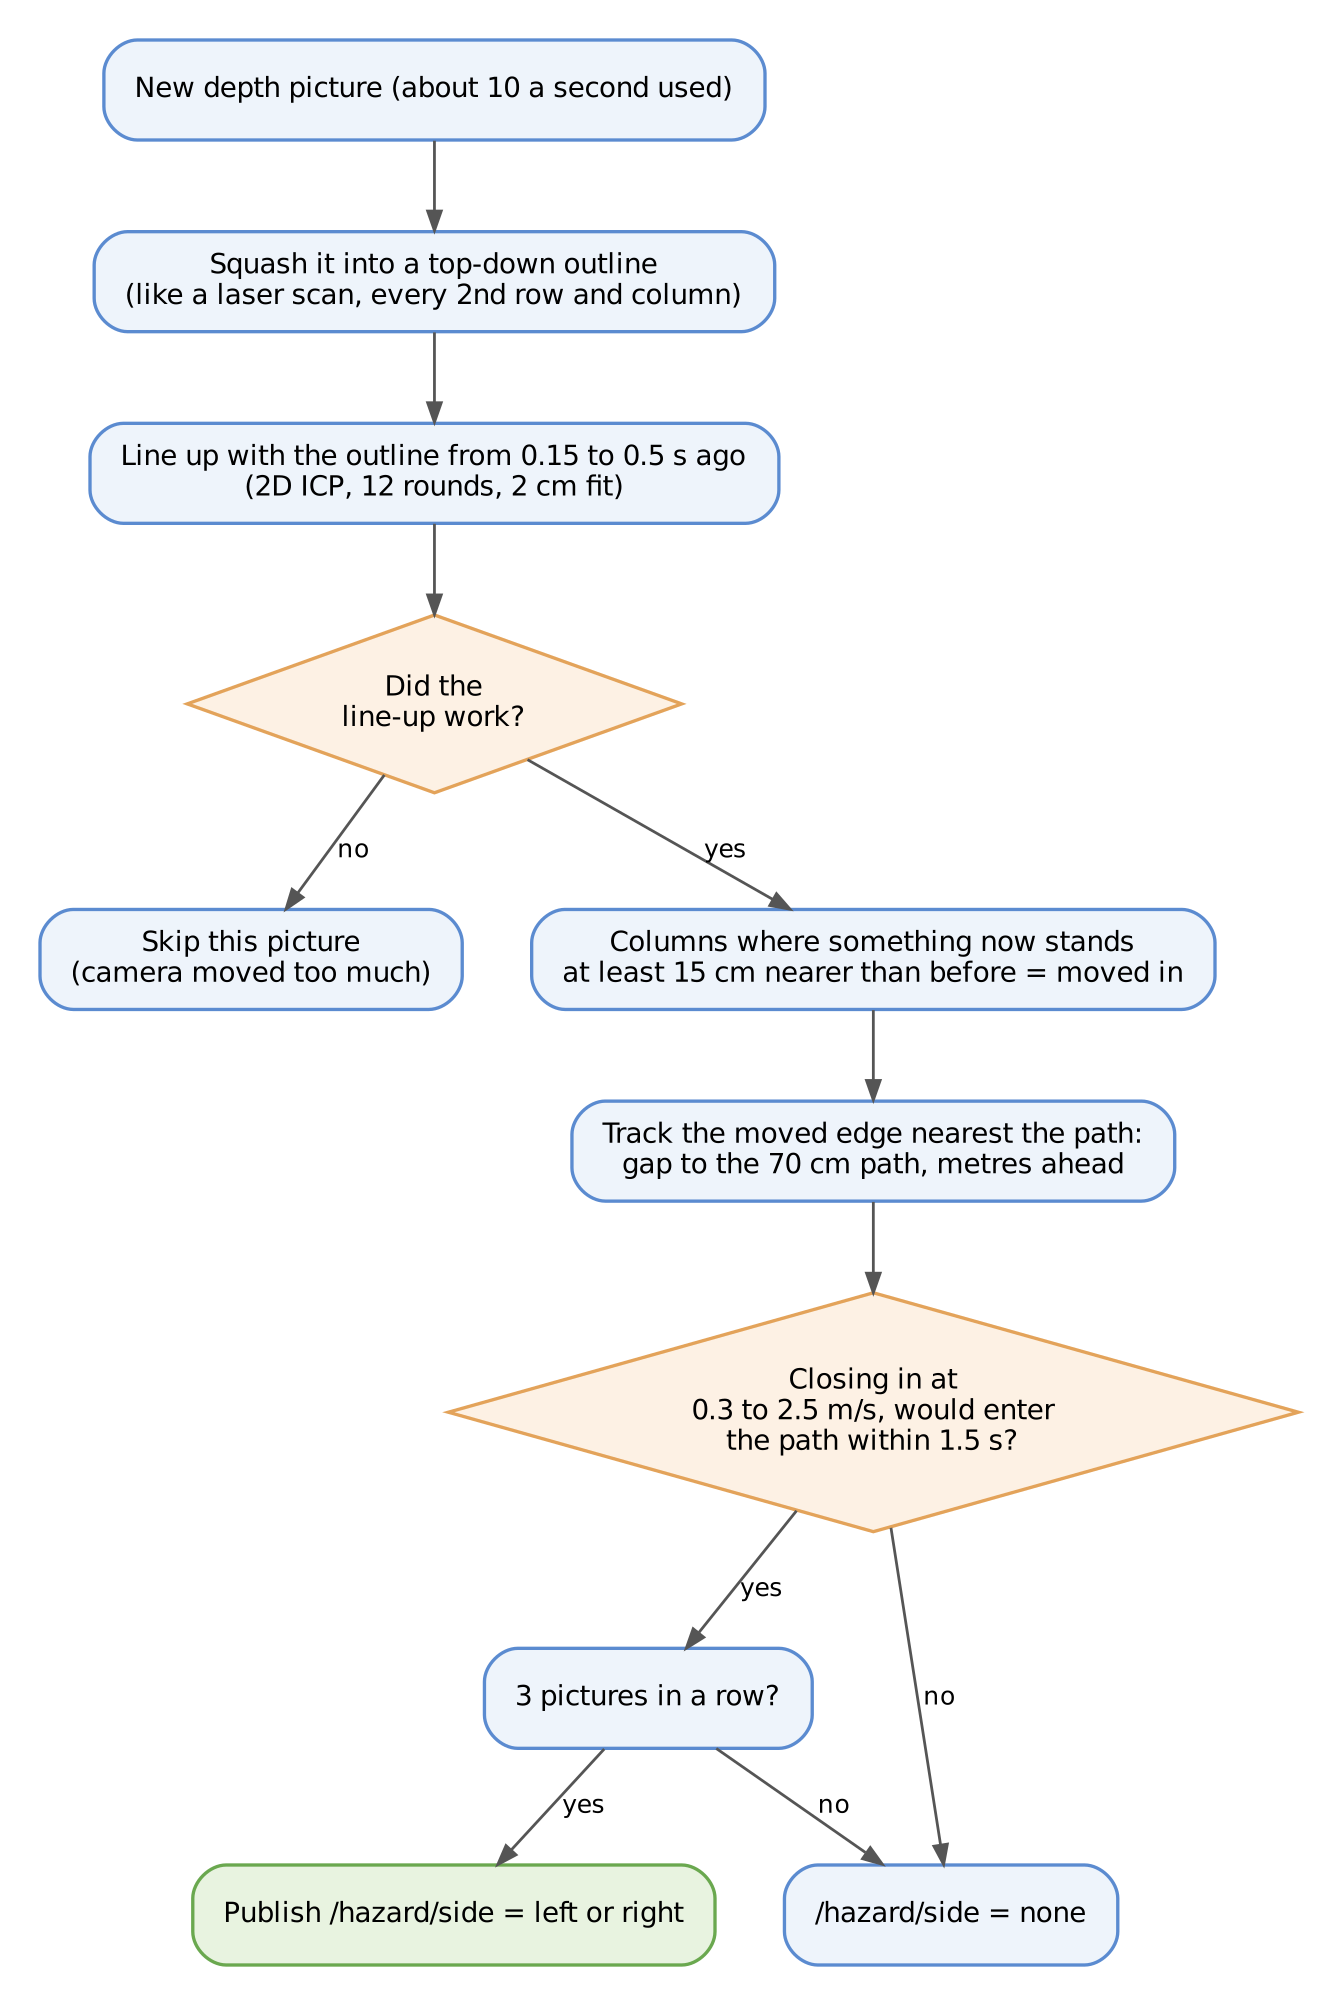 New depth picture (about 10 a second used)
Squash it into a top-down outline
(like a laser scan, every 2nd row and column)
Line up with the outline from 0.15 to 0.5 s ago
(2D ICP, 12 rounds, 2 cm fit)
Did the
line-up work?
no
yes
Skip this picture
(camera moved too much)
Columns where something now stands
at least 15 cm nearer than before = moved in
Track the moved edge nearest the path:
gap to the 70 cm path, metres ahead
Closing in at
0.3 to 2.5 m/s, would enter
the path within 1.5 s?
yes
no
3 pictures in a row?
yes
no
Publish /hazard/side = left or right
/hazard/side = none